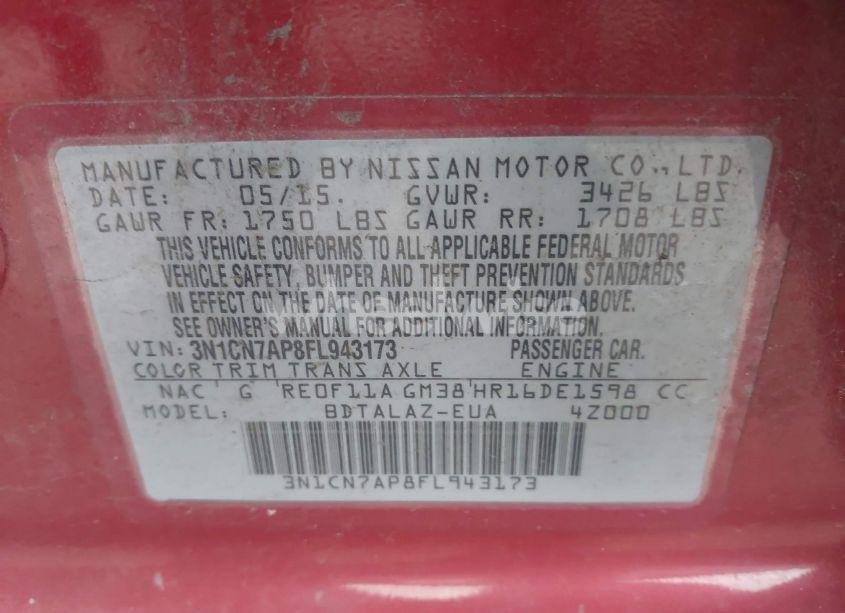 MANUFACTURED BY NISSAN MOTOR CO., LTD.
DATE: 05/15. GVWR: 3426 LBS
GAWR FR: 1750 LBS GAWR RR: 1708 LBS
THIS VEHICLE CONFORMS TO ALL APPLICABLE FEDERAL MOTOR
VEHICLE SAFETY, BUMPER AND THEFT PREVENTION STANDARDS
IN EFFECT ON THE DATE OF MANUFACTURE SHOWN ABOVE.
SEE OWNER'S MANUAL FOR ADDITIONAL INFORMATION.
VIN: 3N1CN7AP8FL943173 PASSENGER CAR.
COLOR TRIM TRANS AXLE ENGINE
NAC G RE0F11A GM38 HR16DE1598 CC
MODEL: BDTALAZ-EUA 4Z000
3N1CN7AP8FL943173